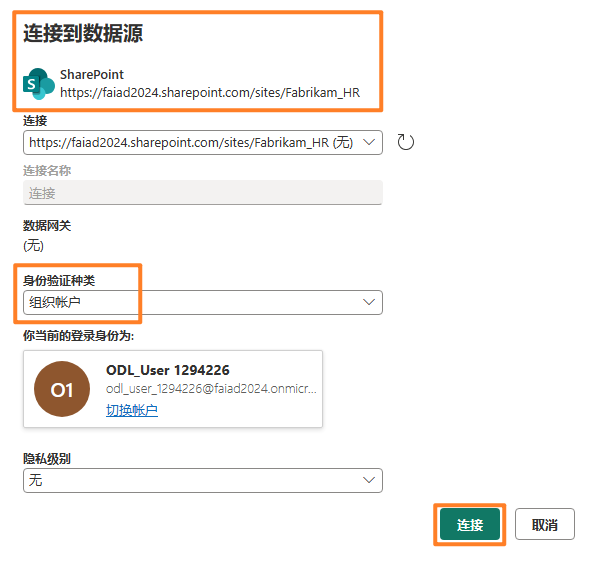 连接到数据源
S
SharePoint
https://faiad2024.sharepoint.com/sites/Fabrikam_HR
连接
https://faiad2024.sharepoint.com/sites/Fabrikam_HR (无)
连接名称
连接
数据网关
(无)
身份验证种类
组织帐户
你当前的登录身份为:
O1
ODL_User 1294226
odl_user_1294226@faiad2024.onmicr...
切换帐户
隐私级别
无
连接
取消